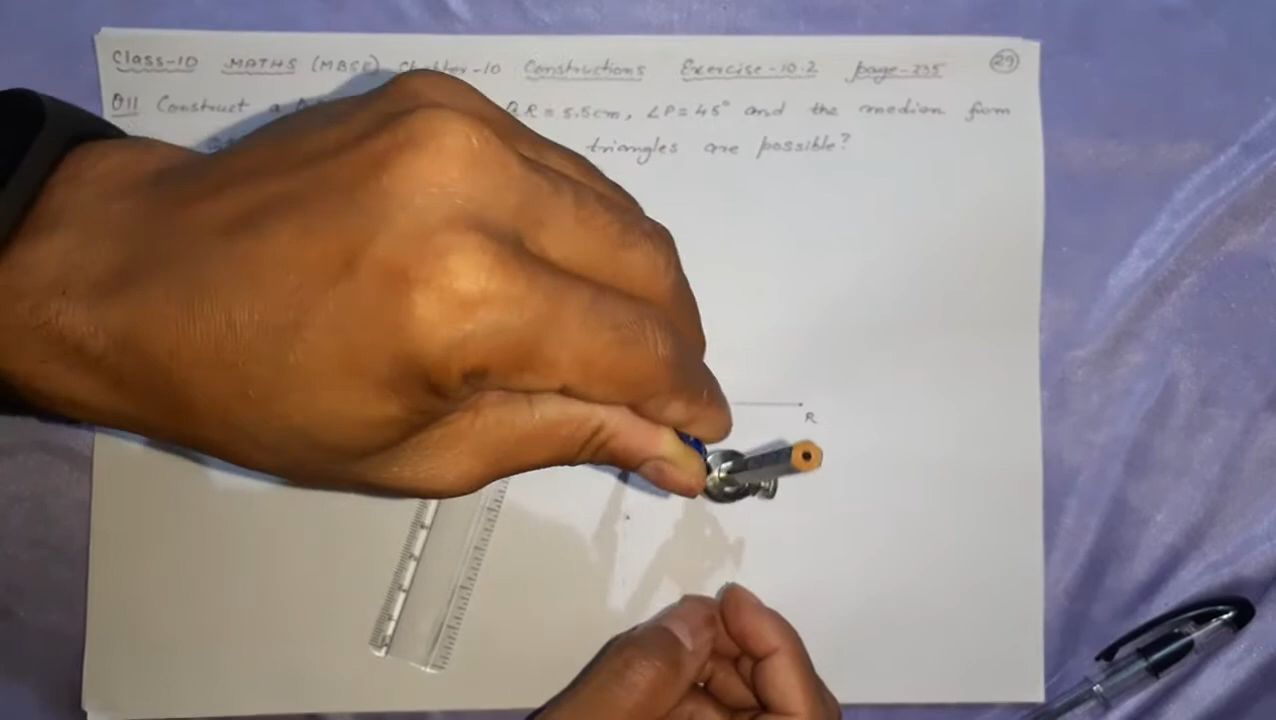 Class-10 MATHS (MBSE) Chapter-10 Constructions Exercise-10.2 page-235 29
Q11 Construct a QR = 5.5cm, ∠P = 45° and the median from
triangles are possible?
R